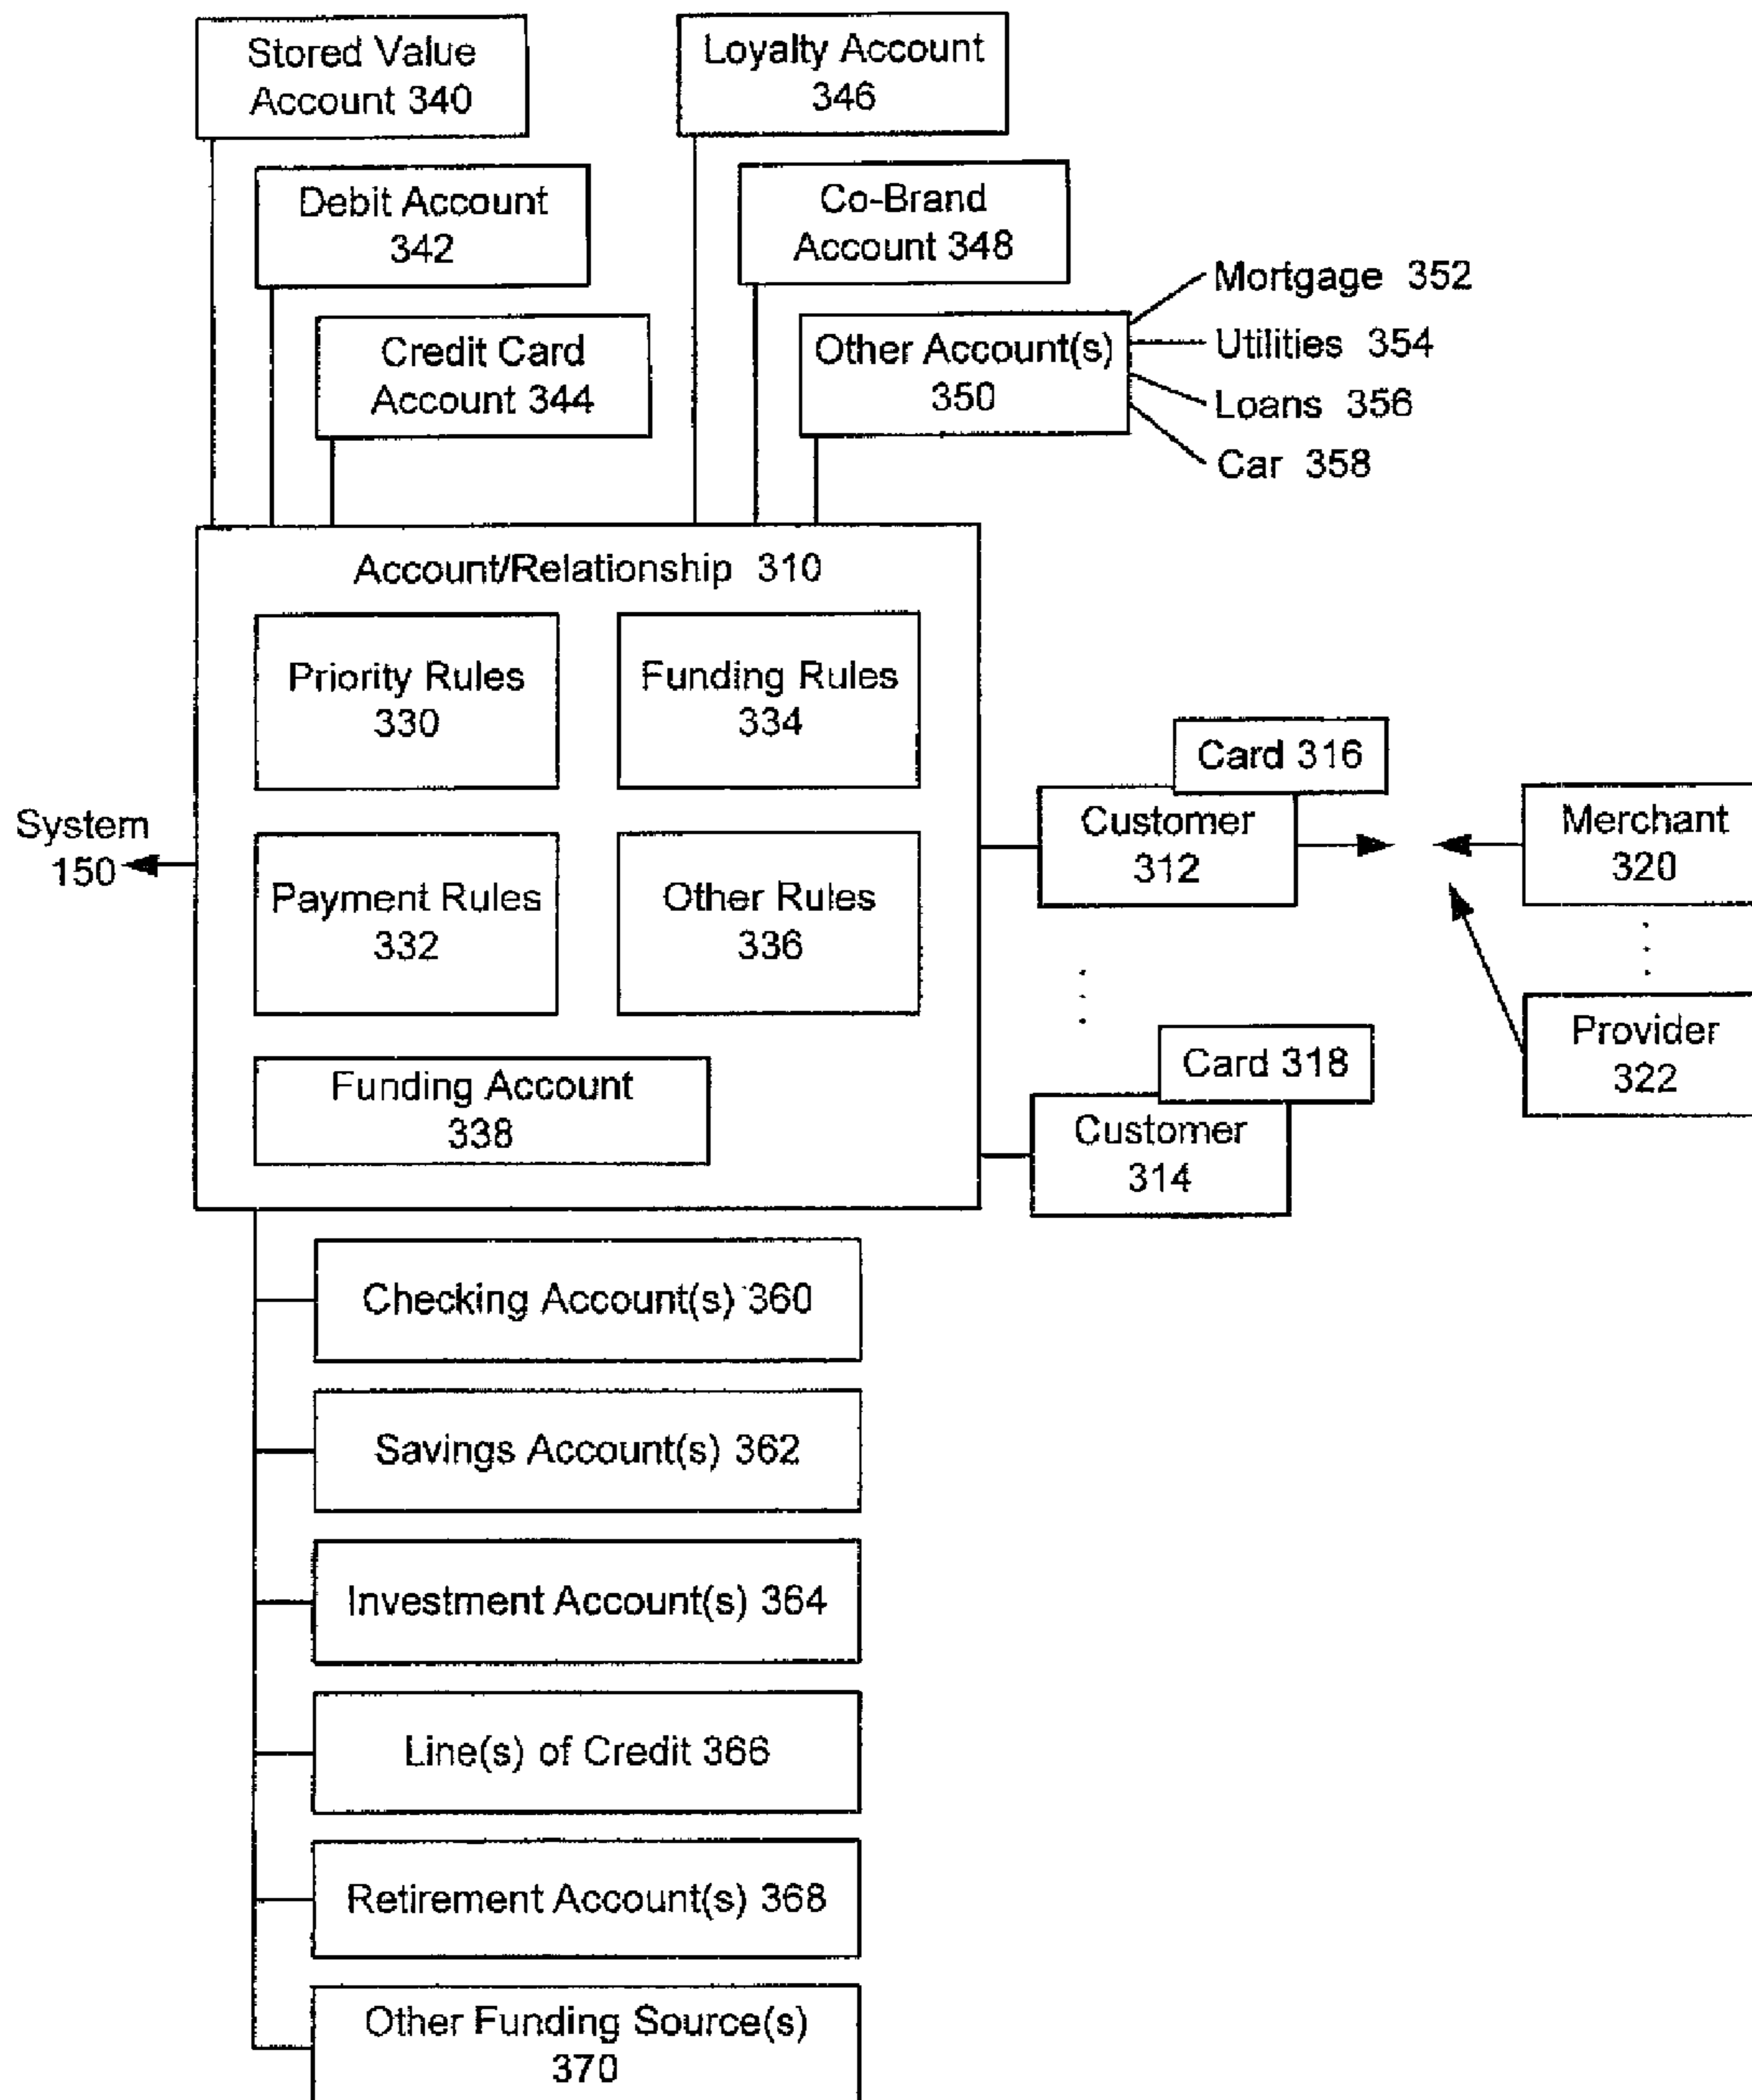 Stored Value
Account 340
Loyalty Account
346
Debit Account
342
Co-Brand
Account 348
Credit Card
Account 344
Other Account(s)
350
Mortgage 352
Utilities 354
Loans 356
Car 358
Account/Relationship 310
Priority Rules
330
Funding Rules
334
Payment Rules
332
Other Rules
336
Funding Account
338
System
150
Card 316
Customer
312
Merchant
320
Card 318
Customer
314
Provider
322
Checking Account(s) 360
Savings Account(s) 362
Investment Account(s) 364
Line(s) of Credit 366
Retirement Account(s) 368
Other Funding Source(s)
370